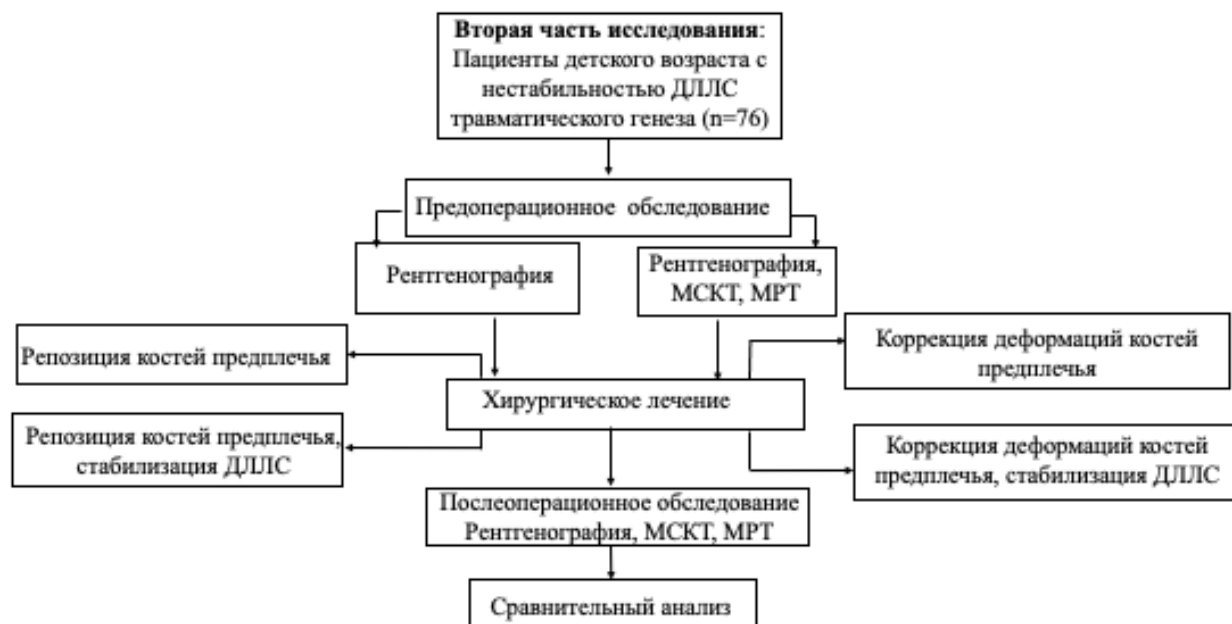 Вторая часть исследования:
Пациенты детского возраста с
нестабильностью ДЛЛС
травматического генеза (n=76)
Предоперационное обследование
Рентгенография
Рентгенография,
МСКТ, МРТ
Репозиция костей предплечья
Коррекция деформаций костей
предплечья
Хирургическое лечение
Репозиция костей предплечья,
стабилизация ДЛЛС
Коррекция деформаций костей
предплечья, стабилизация ДЛЛС
Послеоперационное обследование
Рентгенография, МСКТ, МРТ
Сравнительный анализ